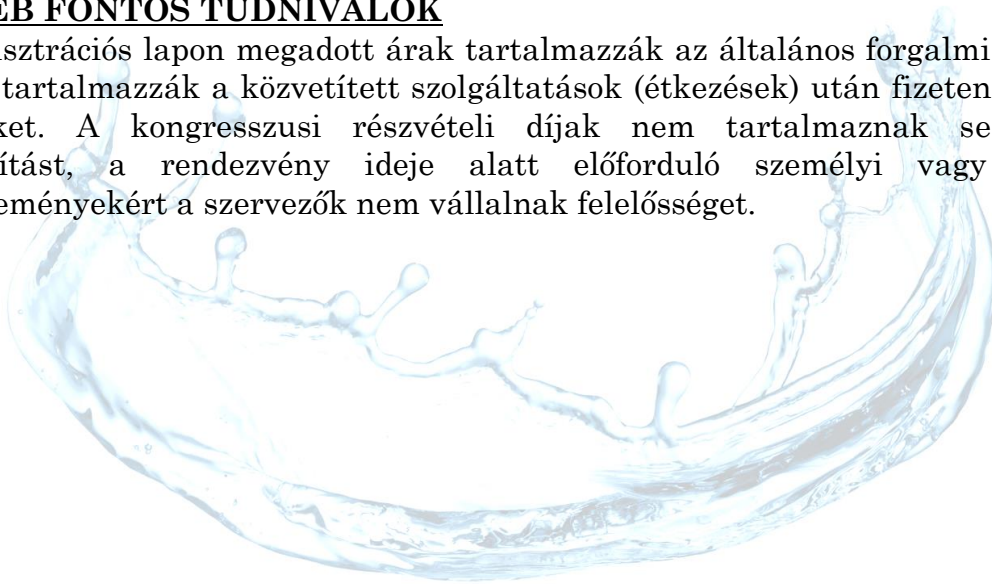 EB FONTOS TUDNIVALÓK
isztrációs lapon megadott árak tartalmazzák az általános forgalmi
tartalmazzák a közvetített szolgáltatások (étkezések) után fizeten
ket. A kongresszusi részvételi díjak nem tartalmaznak se
ítást, a rendezvény ideje alatt előforduló személyi vagy
eményekért a szervezők nem vállalnak felelősséget.